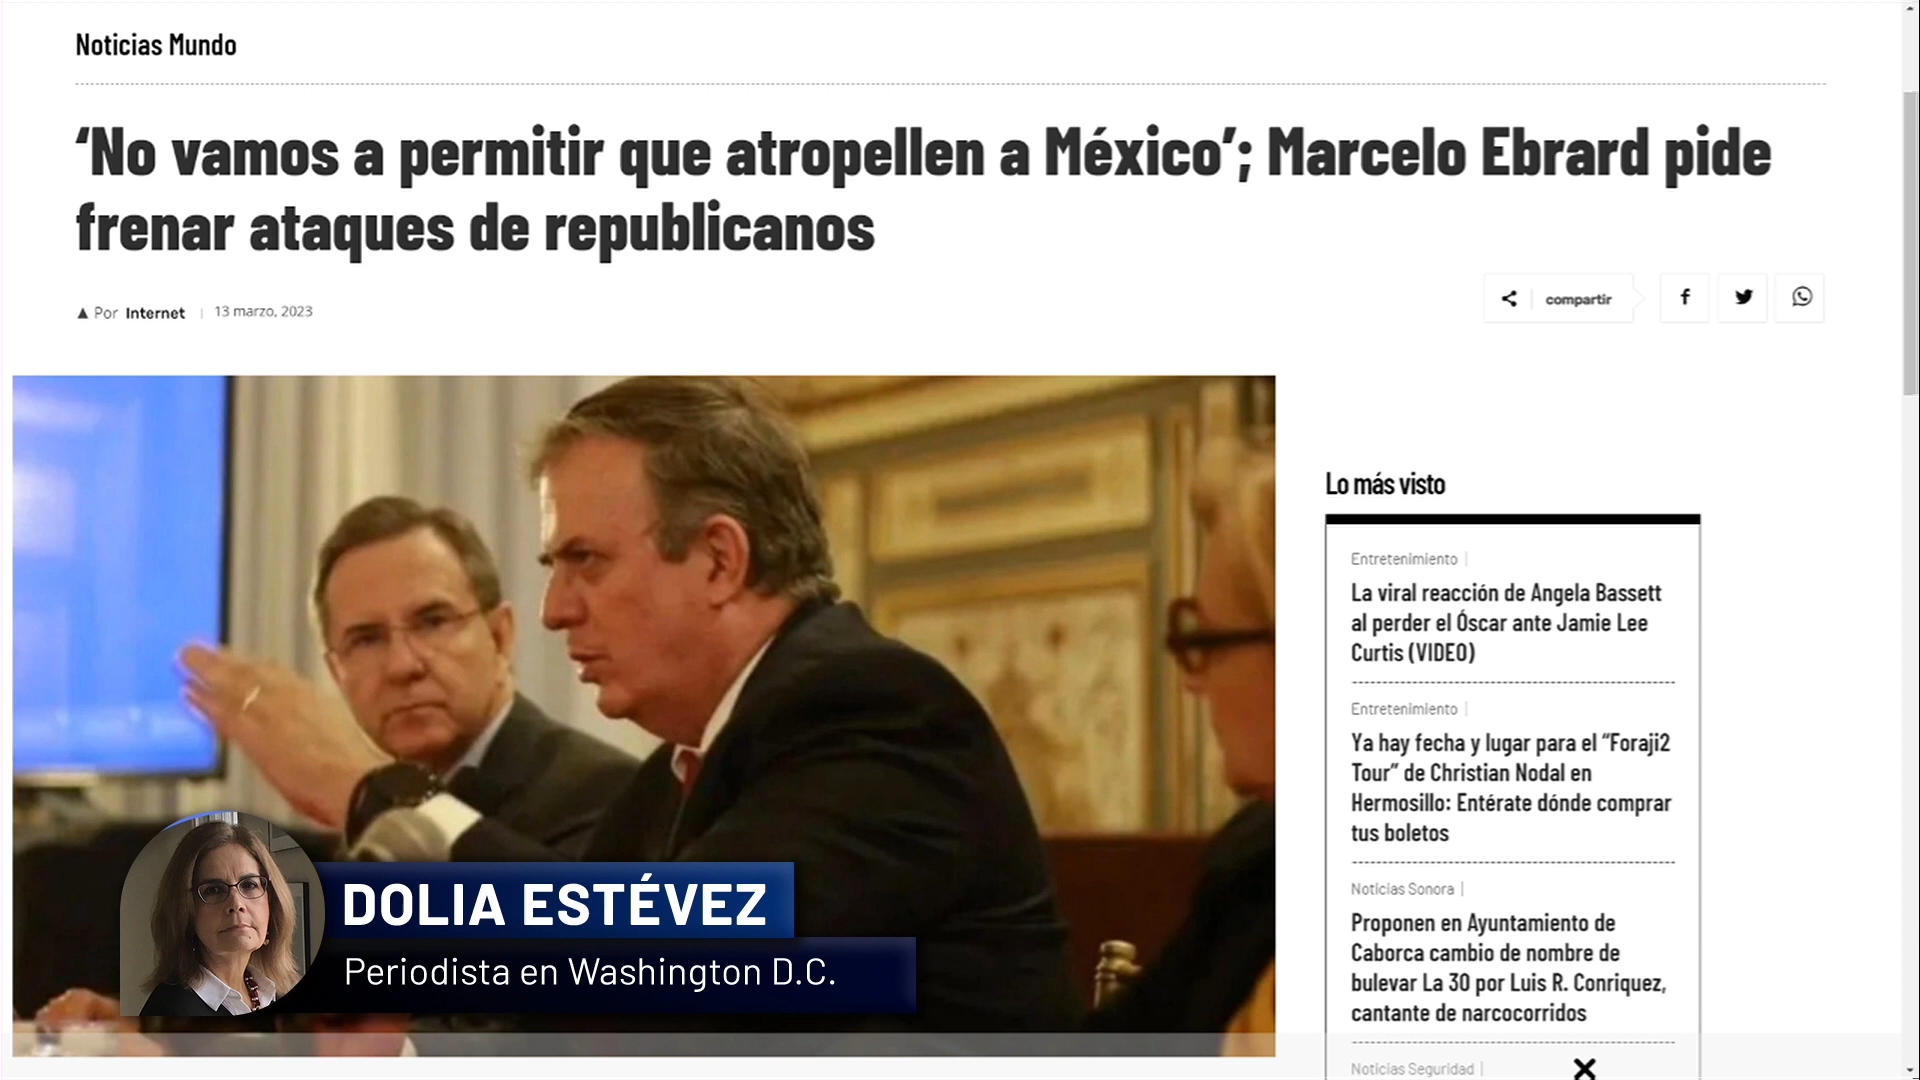 Noticias Mundo
‘No vamos a permitir que atropellen a México’; Marcelo Ebrard pide
frenar ataques de republicanos
Por Internet | 13 marzo, 2023
compartir
Lo más visto
Entretenimiento |
La viral reacción de Angela Bassett
al perder el Óscar ante Jamie Lee
Curtis (VIDEO)
Entretenimiento |
Ya hay fecha y lugar para el “Foraji2
Tour” de Christian Nodal en
Hermosillo: Entérate dónde comprar
tus boletos
Noticias Sonora |
Proponen en Ayuntamiento de
Caborca cambio de nombre de
bulevar La 30 por Luis R. Conriquez,
cantante de narcocorridos
Noticias Seguridad |
DOLIA ESTÉVEZ
Periodista en Washington D.C.